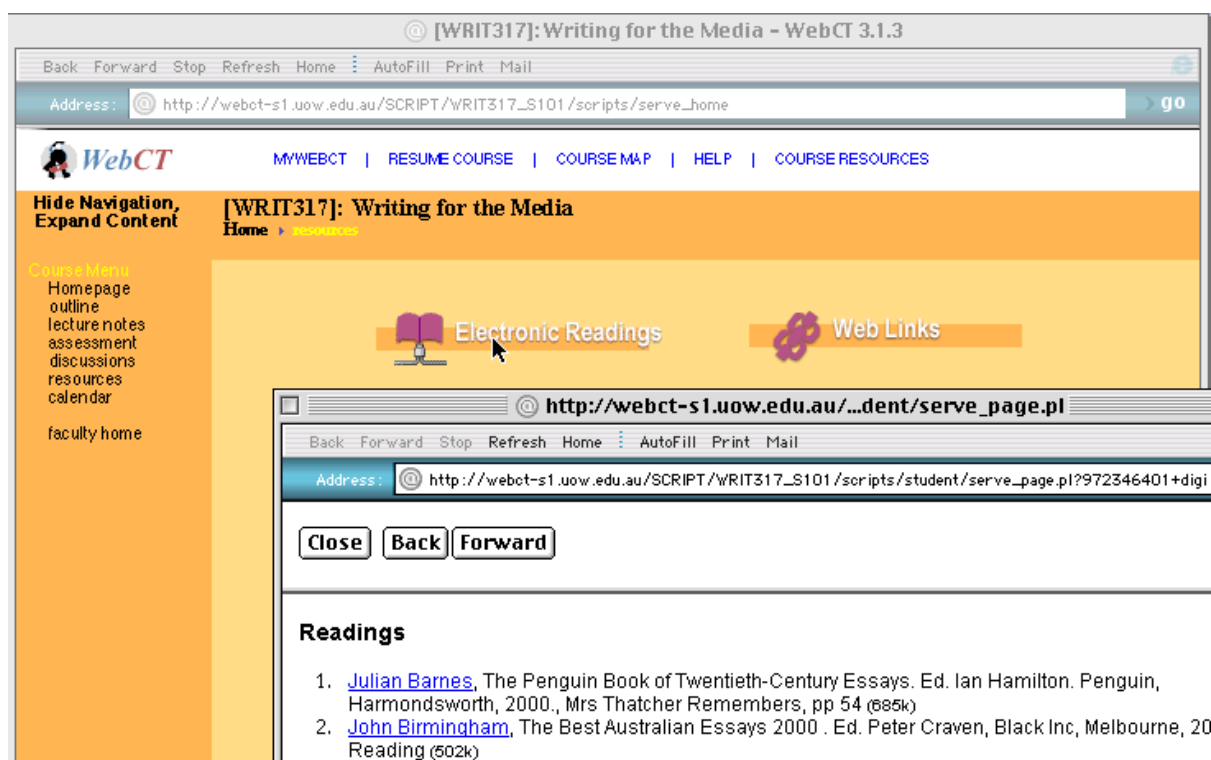 [WRIT317]: Writing for the Media – WebCT 3.1.3
Back Forward Stop Refresh Home AutoFill Print Mail
Address: http://webct-s1.uow.edu.au/SCRIPT/WRIT317_S101/scripts/serve_home go
WebCT MYWEBCT | RESUME COURSE | COURSE MAP | HELP | COURSE RESOURCES
Hide Navigation,
Expand Content
[WRIT317]: Writing for the Media
Home resources
Course Menu
Homepage
outline
lecture notes
assessment
discussions
resources
calendar
faculty home
Electronic Readings Web Links
http://webct-s1.uow.edu.au/...dent/serve_page.pl
Back Forward Stop Refresh Home AutoFill Print Mail
Address: http://webct-s1.uow.edu.au/SCRIPT/WRIT317_S101/scripts/student/serve_page.pl?972346401+digi
Close Back Forward
Readings
1. Julian Barnes, The Penguin Book of Twentieth-Century Essays. Ed. Ian Hamilton. Penguin,
Harmondsworth, 2000., Mrs Thatcher Remembers, pp 54 (685k)
2. John Birmingham, The Best Australian Essays 2000 . Ed. Peter Craven, Black Inc, Melbourne, 20
Reading (502k)